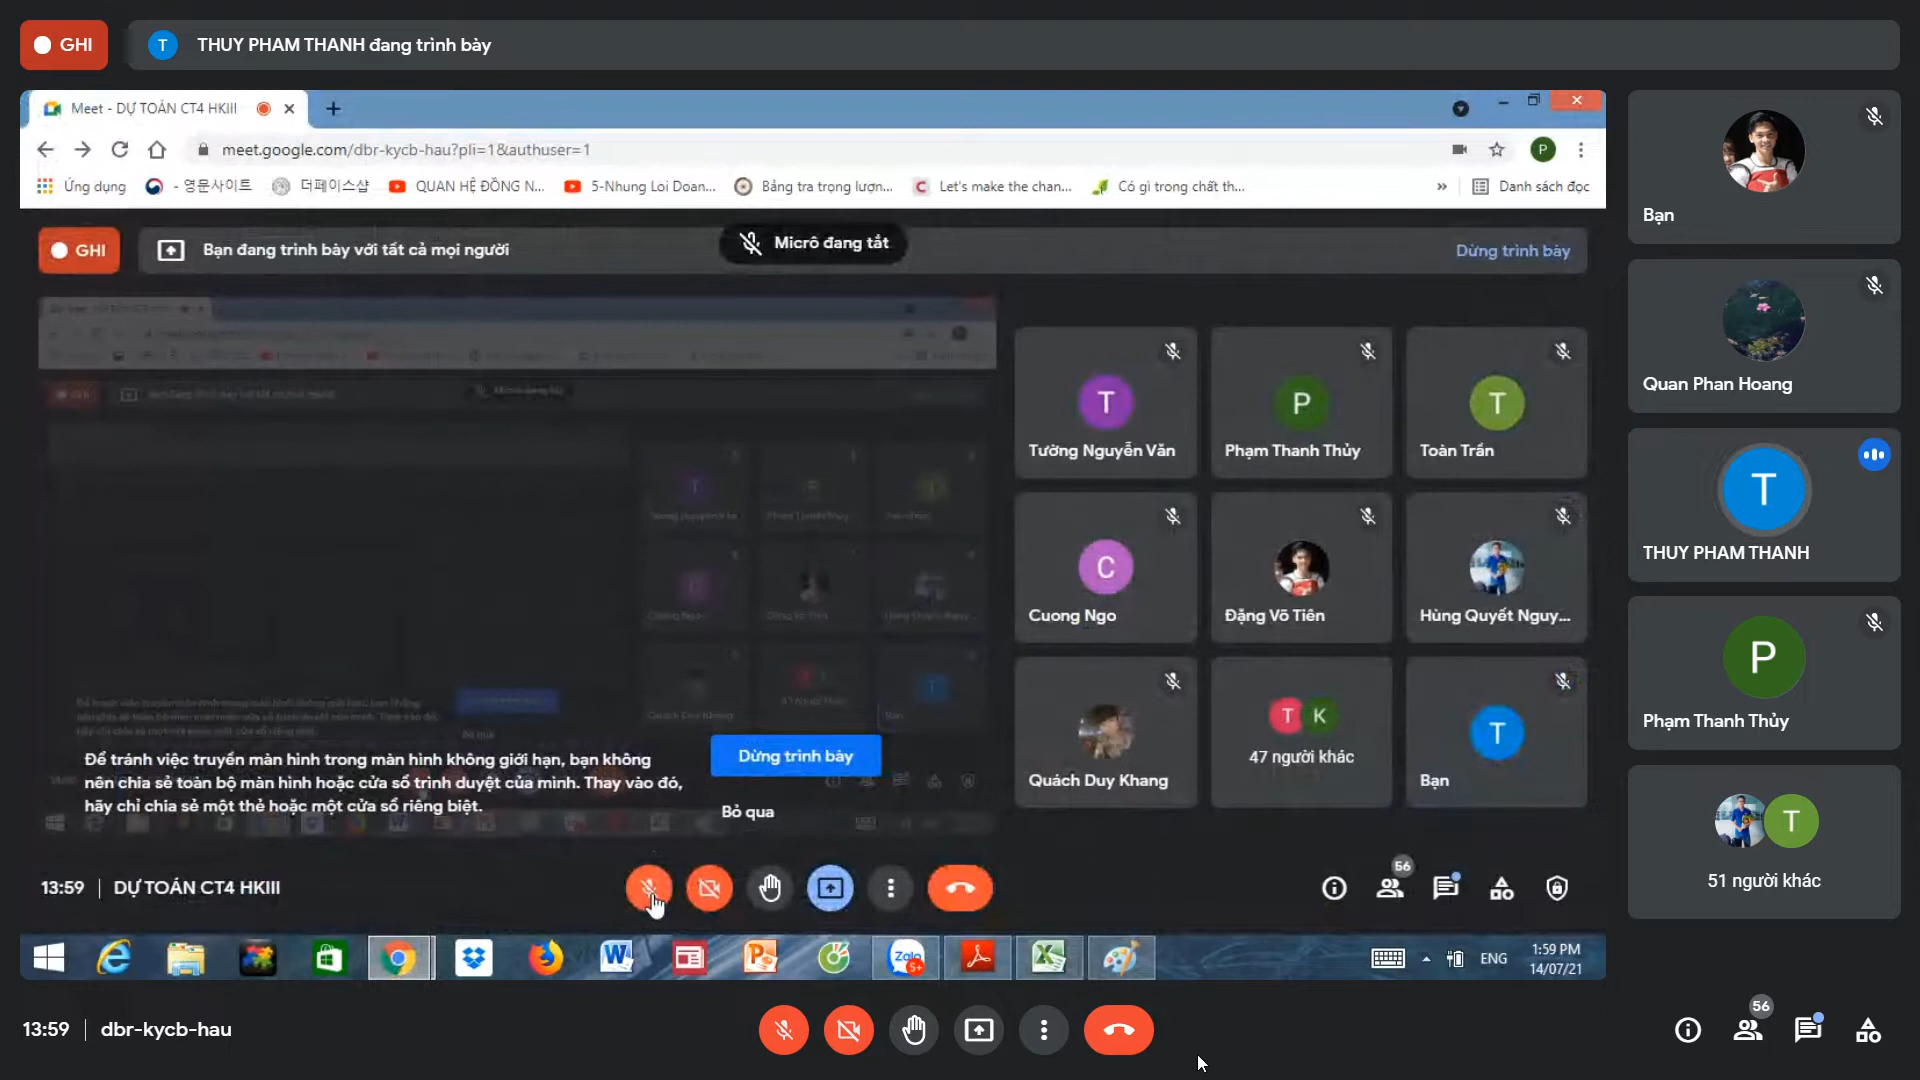 GHI
T THUY PHAM THANH đang trình bày
Meet - DỰ TOÁN CT4 HKIII
meet.google.com/dbr-kycb-hau?pli=1&authuser=1
P
Ứng dụng
- 영문사이트
더페이스샵
QUAN HỆ ĐỒNG N...
5-Nhung Loi Doan...
Bảng tra trọng lượn...
C Let's make the chan...
Có gì trong chất th...
»
Danh sách đọc
GHI
Bạn đang trình bày với tất cả mọi người
Micrô đang tắt
Dừng trình bày
T
Tường Nguyễn Văn
P
Phạm Thanh Thủy
T
Toàn Trần
C
Cuong Ngo
Đặng Võ Tiên
Hùng Quyết Nguy...
Quách Duy Khang
T K
47 người khác
T
Bạn
Để tránh việc truyền màn hình trong màn hình không giới hạn, bạn không
nên chia sẻ toàn bộ màn hình hoặc cửa sổ trình duyệt của mình. Thay vào đó,
hãy chỉ chia sẻ một thẻ hoặc một cửa sổ riêng biệt.
Dừng trình bày
Bỏ qua
13:59 | DỰ TOÁN CT4 HKIII
56
Zalo
5+
ENG
1:59 PM
14/07/21
Bạn
Quan Phan Hoang
T
THUY PHAM THANH
P
Phạm Thanh Thủy
T
51 người khác
13:59 | dbr-kycb-hau
56